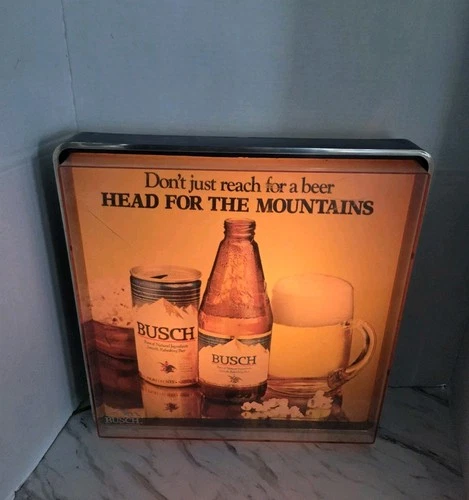 Don't just reach for a beer
HEAD FOR THE MOUNTAINS
BUSCH
BUSCH
BUSCH